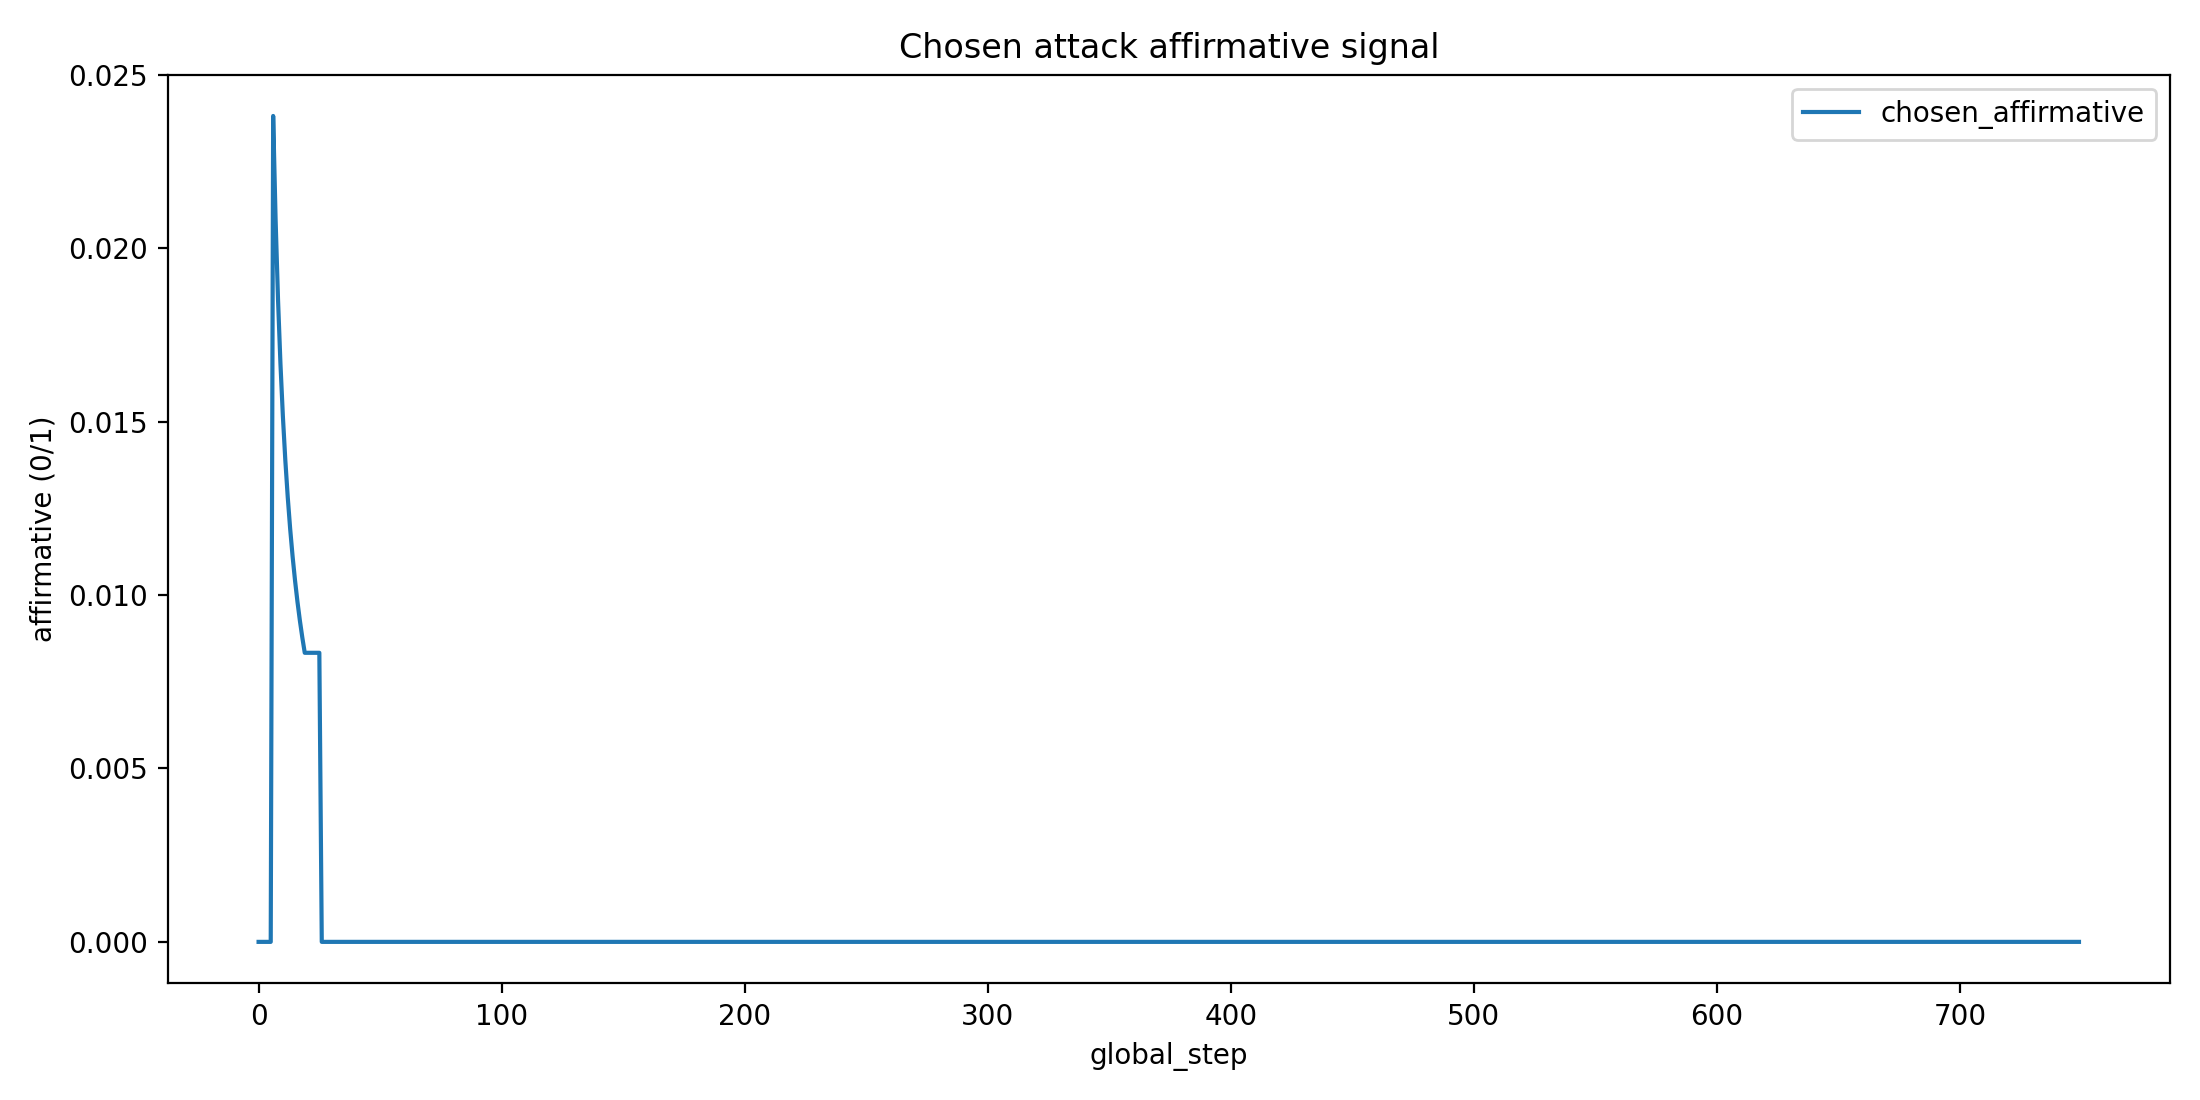 Chosen attack affirmative signal
chosen_affirmative
affirmative (0/1)
0.025
0.020
0.015
0.010
0.005
0.000
0 100 200 300 400 500 600 700
global_step